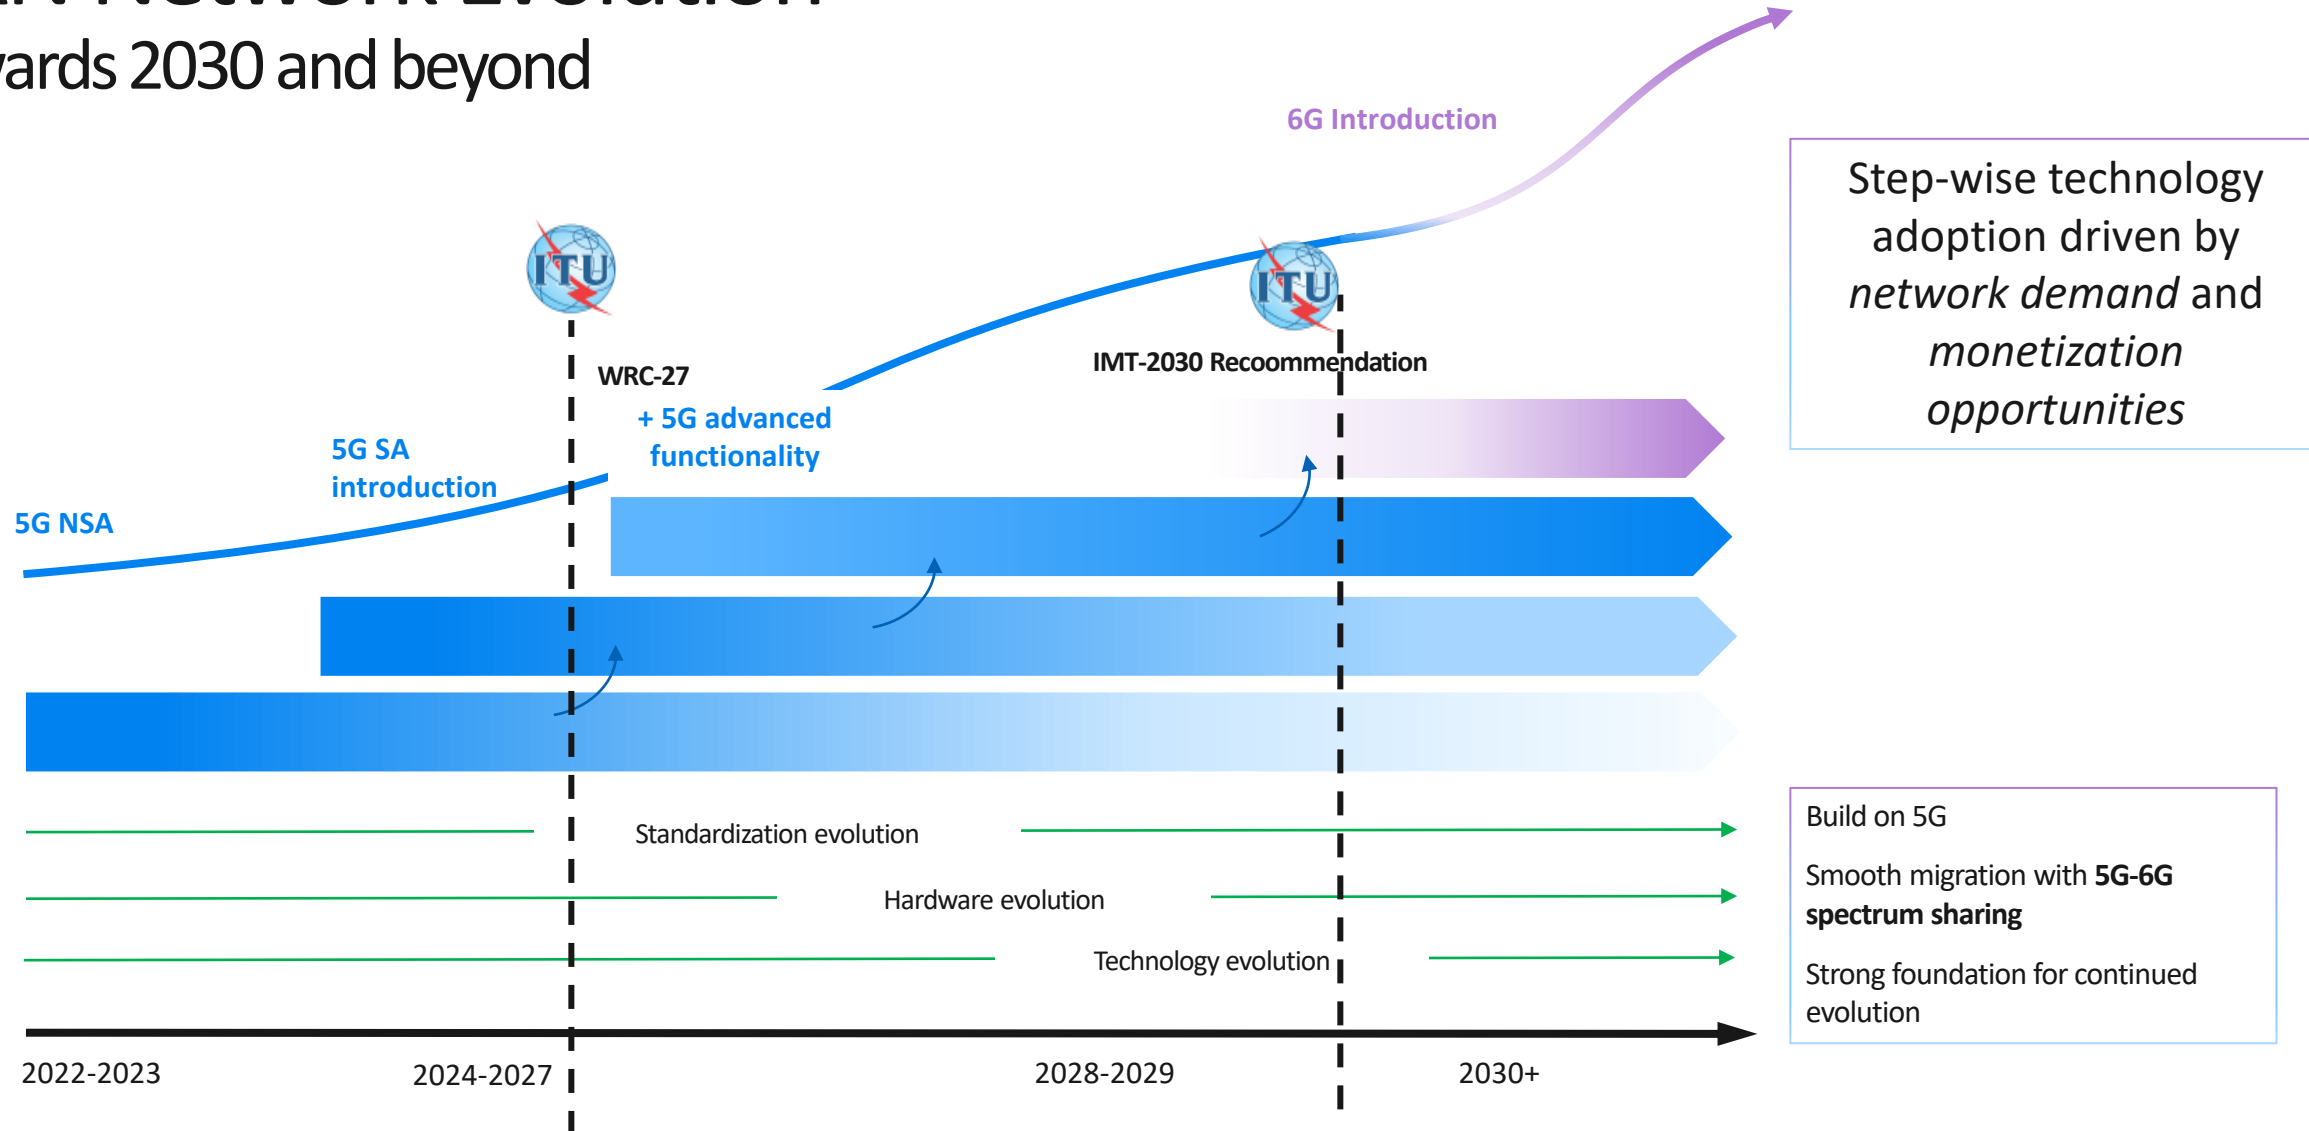 Network Evolution
2030 and beyond
6G Introduction
Step-wise technology
adoption driven by
network demand and
monetization
opportunities
ITU
ITU
WRC-27
IMT-2030 Recoommendation
+ 5G advanced
functionality
5G SA
introduction
5G NSA
Standardization evolution
Hardware evolution
Technology evolution
Build on 5G
Smooth migration with 5G-6G
spectrum sharing
Strong foundation for continued
evolution
2022-2023
2024-2027
2028-2029
2030+